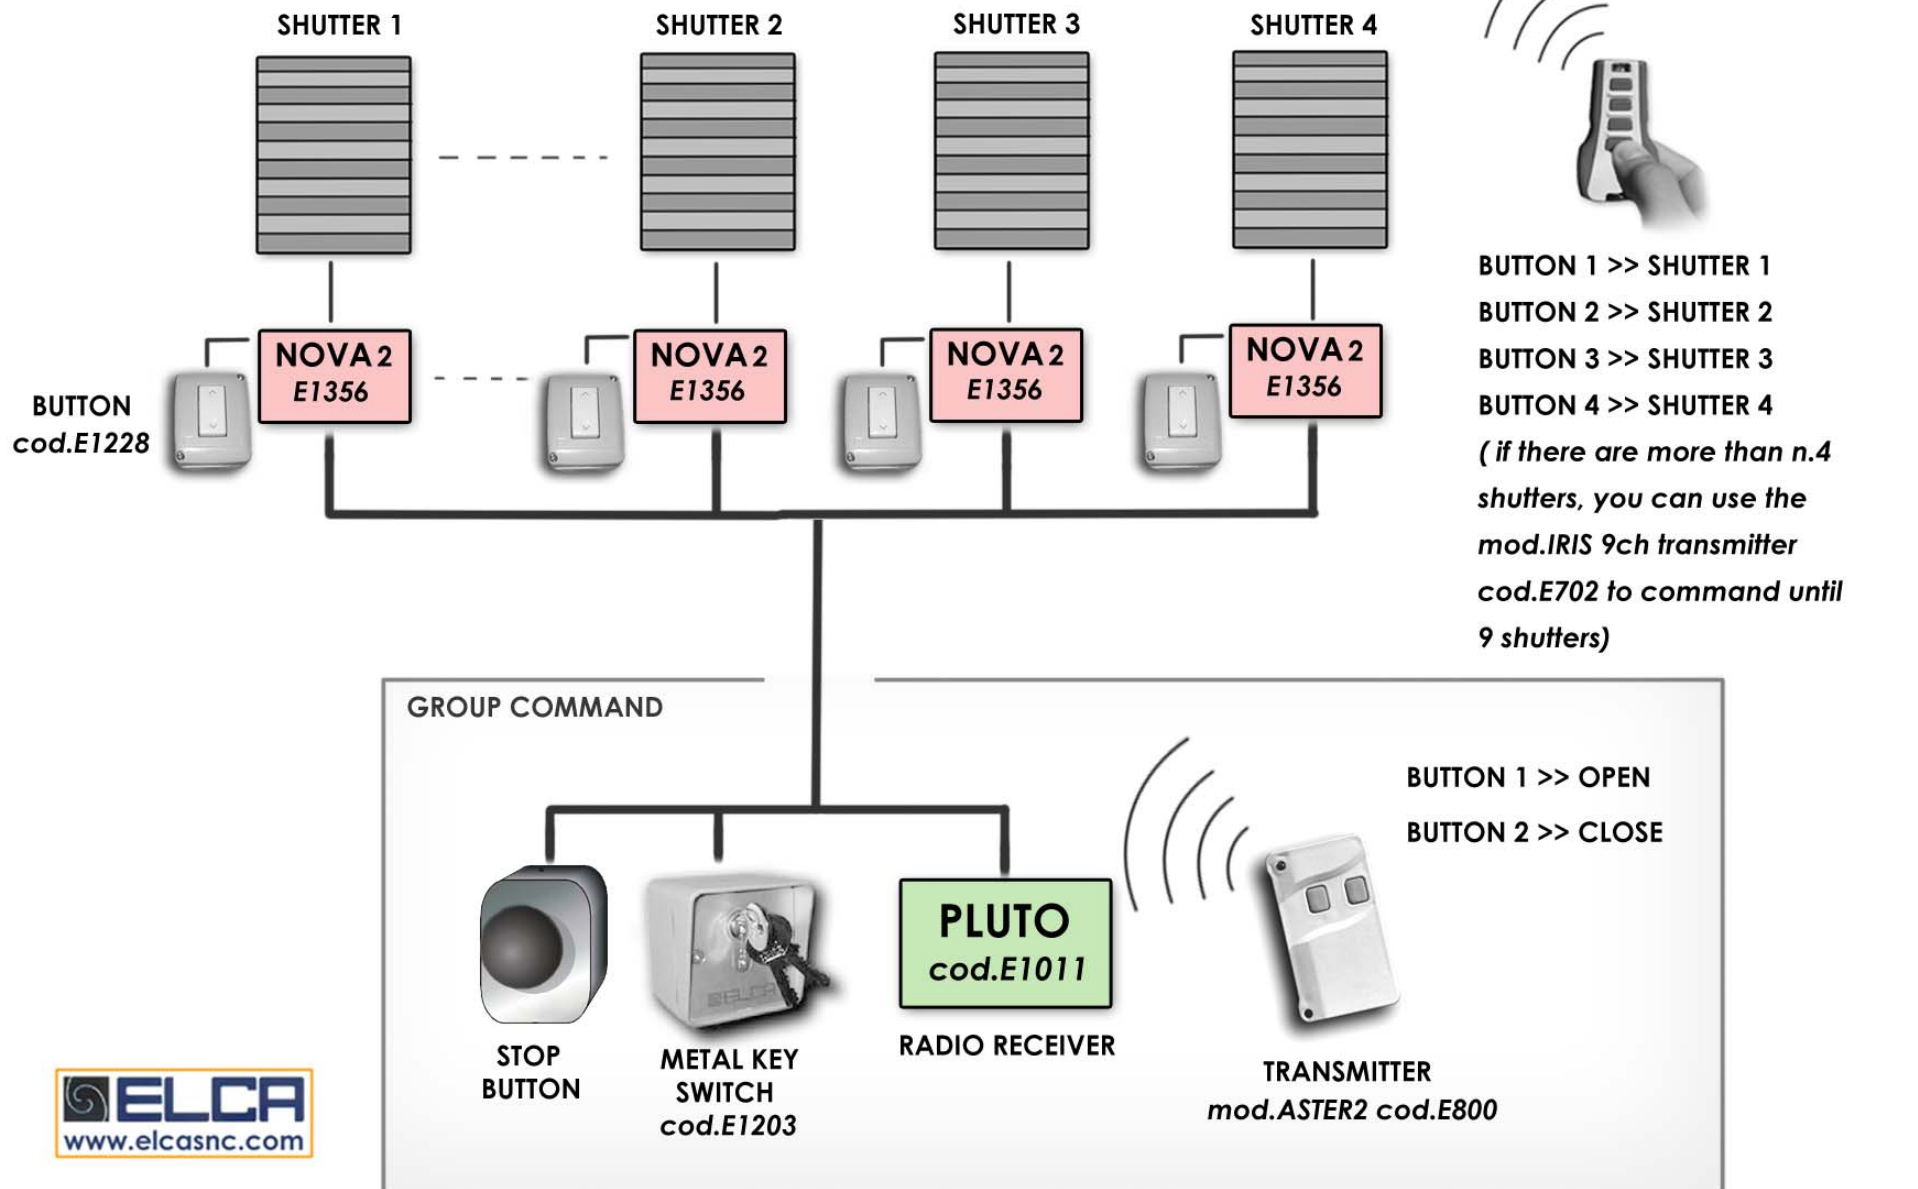 SHUTTER 1
SHUTTER 2
SHUTTER 3
SHUTTER 4
BUTTON 1 >> SHUTTER 1
BUTTON 2 >> SHUTTER 2
BUTTON 3 >> SHUTTER 3
BUTTON 4 >> SHUTTER 4
( if there are more than n.4
shutters, you can use the
mod.IRIS 9ch transmitter
cod.E702 to command until
9 shutters)
NOVA 2
E1356
NOVA 2
E1356
NOVA 2
E1356
NOVA 2
E1356
BUTTON
cod.E1228
GROUP COMMAND
BUTTON 1 >> OPEN
BUTTON 2 >> CLOSE
PLUTO
cod.E1011
ELCA
STOP
BUTTON
METAL KEY
SWITCH
cod.E1203
RADIO RECEIVER
TRANSMITTER
mod.ASTER2 cod.E800
ELCA
www.elcasnc.com